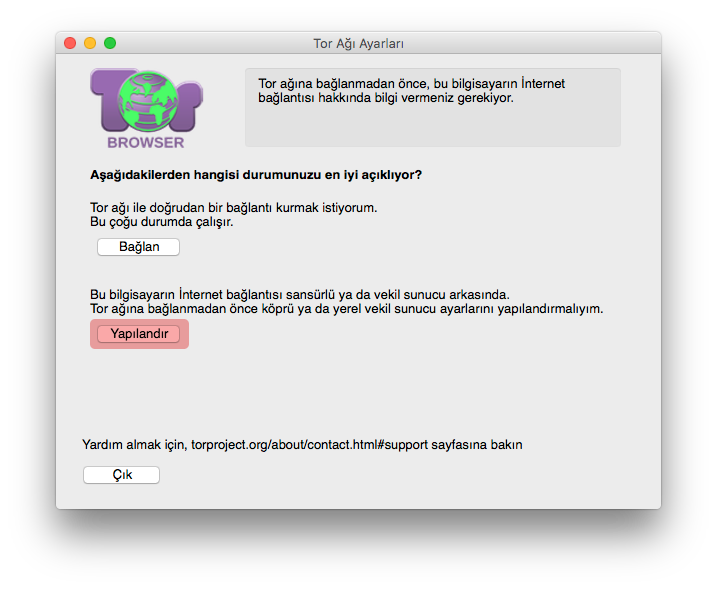 Tor Ağı Ayarları
Tor
BROWSER
Tor ağına bağlanmadan önce, bu bilgisayarın İnternet
bağlantısı hakkında bilgi vermeniz gerekiyor.
Aşağıdakilerden hangisi durumunuzu en iyi açıklıyor?
Tor ağı ile doğrudan bir bağlantı kurmak istiyorum.
Bu çoğu durumda çalışır.
Bağlan
Bu bilgisayarın İnternet bağlantısı sansürlü ya da vekil sunucu arkasında.
Tor ağına bağlanmadan önce köprü ya da yerel vekil sunucu ayarlarını yapılandırmalıyım.
Yapılandır
Yardım almak için, torproject.org/about/contact.html#support sayfasına bakın
Çık